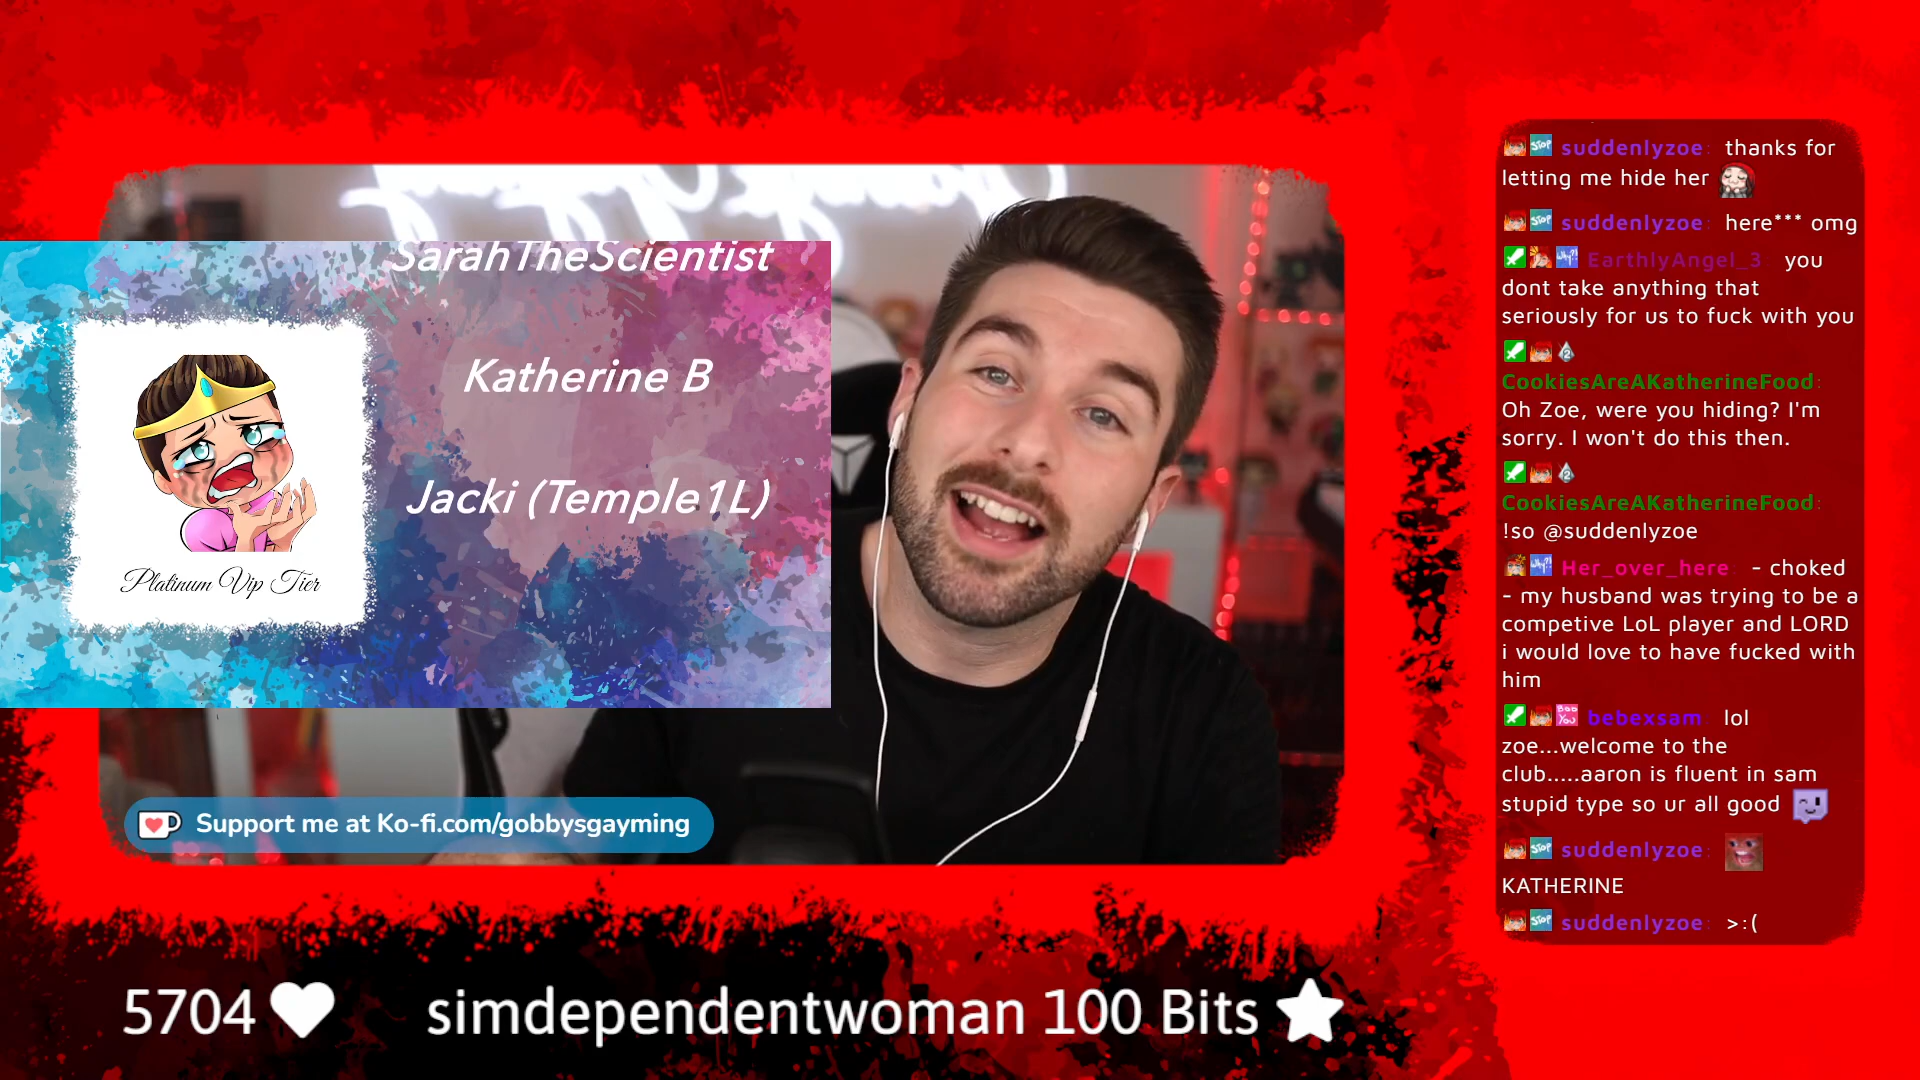 SarahTheScientist
Katherine B
Jacki (Temple1L)
Platinum Vip Tier
Support me at Ko-fi.com/gobbysgayming
5704
simdependentwoman 100 Bits
suddenlyzoe: thanks for
letting me hide her
suddenlyzoe: here*** omg
EarthlyAngel_3 you
dont take anything that
seriously for us to fuck with you
CookiesAreAKatherineFood:
Oh Zoe, were you hiding? I'm
sorry. I won't do this then.
CookiesAreAKatherineFood:
!so @suddenlyzoe
Her_over_here: - choked
- my husband was trying to be a
competive LoL player and LORD
i would love to have fucked with
him
bebexsam lol
zoe...welcome to the
club.....aaron is fluent in sam
stupid type so ur all good
suddenlyzoe:
KATHERINE
suddenlyzoe: >:(